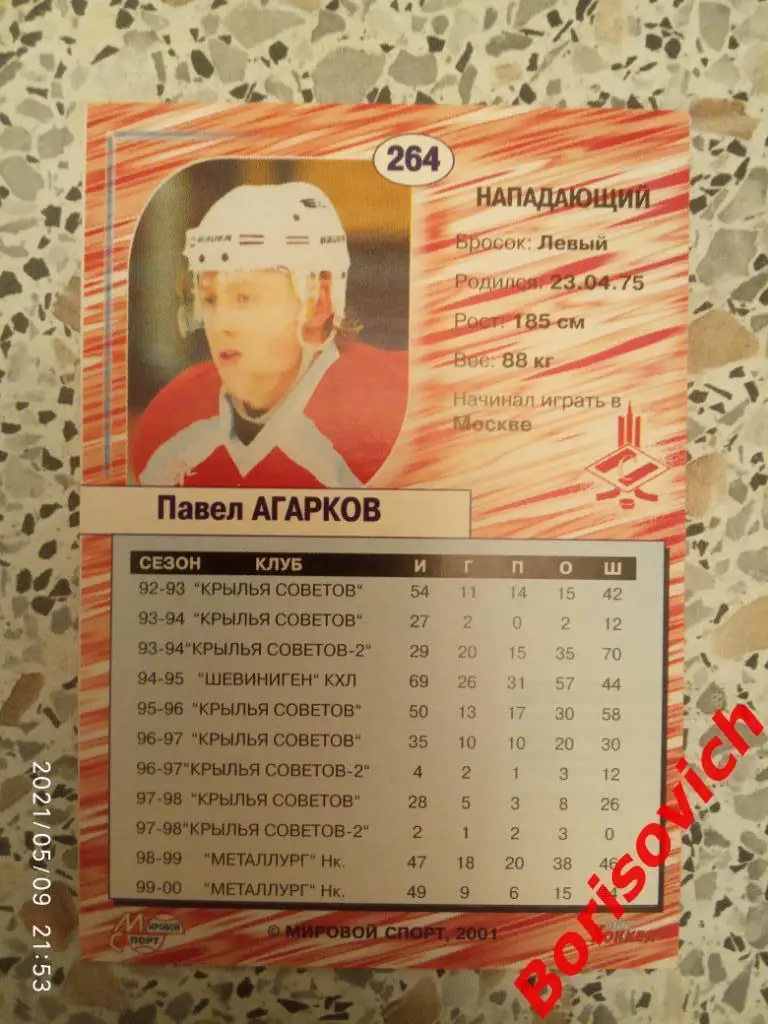 264
НАПАДАЮЩИЙ
Бросок: Левый
Родился: 23.04.75
Рост: 185 см
Вес: 88 кг
Начинал играть в
Москве
BAUER BAUER
Павел АГАРКОВ
СЕЗОН КЛУБ И Г П О Ш
92-93 "КРЫЛЬЯ СОВЕТОВ" 54 11 14 15 42
93-94 "КРЫЛЬЯ СОВЕТОВ" 27 2 0 2 12
93-94 "КРЫЛЬЯ СОВЕТОВ-2" 29 20 15 35 70
94-95 "ШЕВИНИГЕН" КХЛ 69 26 31 57 44
95-96 "КРЫЛЬЯ СОВЕТОВ" 50 13 17 30 58
96-97 "КРЫЛЬЯ СОВЕТОВ" 35 10 10 20 30
96-97 "КРЫЛЬЯ СОВЕТОВ-2" 4 2 1 3 12
97-98 "КРЫЛЬЯ СОВЕТОВ" 28 5 3 8 26
97-98 "КРЫЛЬЯ СОВЕТОВ-2" 2 1 2 3 0
98-99 "МЕТАЛЛУРГ" Нк. 47 18 20 38 46
99-00 "МЕТАЛЛУРГ" Нк. 49 9 6 15
МИРОВОЙ СПОРТ
© МИРОВОЙ СПОРТ, 2001
ХОККЕЙ
2021/05/09 21:53
Borisovich